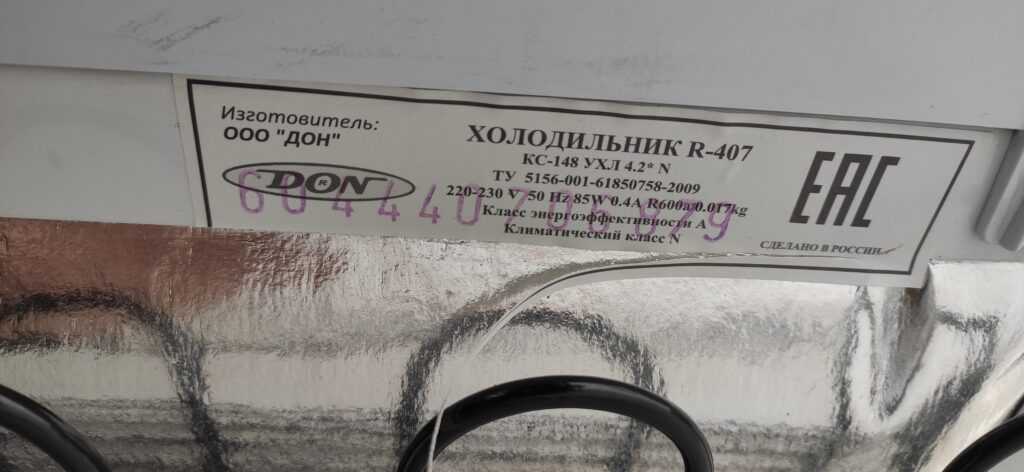 Изготовитель:
ООО "ДОН"
DON ®
ХОЛОДИЛЬНИК R-407
КС-148 УХЛ 4.2* N
ТУ 5156-001-61850758-2009
220-230 V 50 Hz 85W 0.4A R600a/0.017kg
Класс энергоэффективности А
Климатический класс N
EAC
СДЕЛАНО В РОССИИ